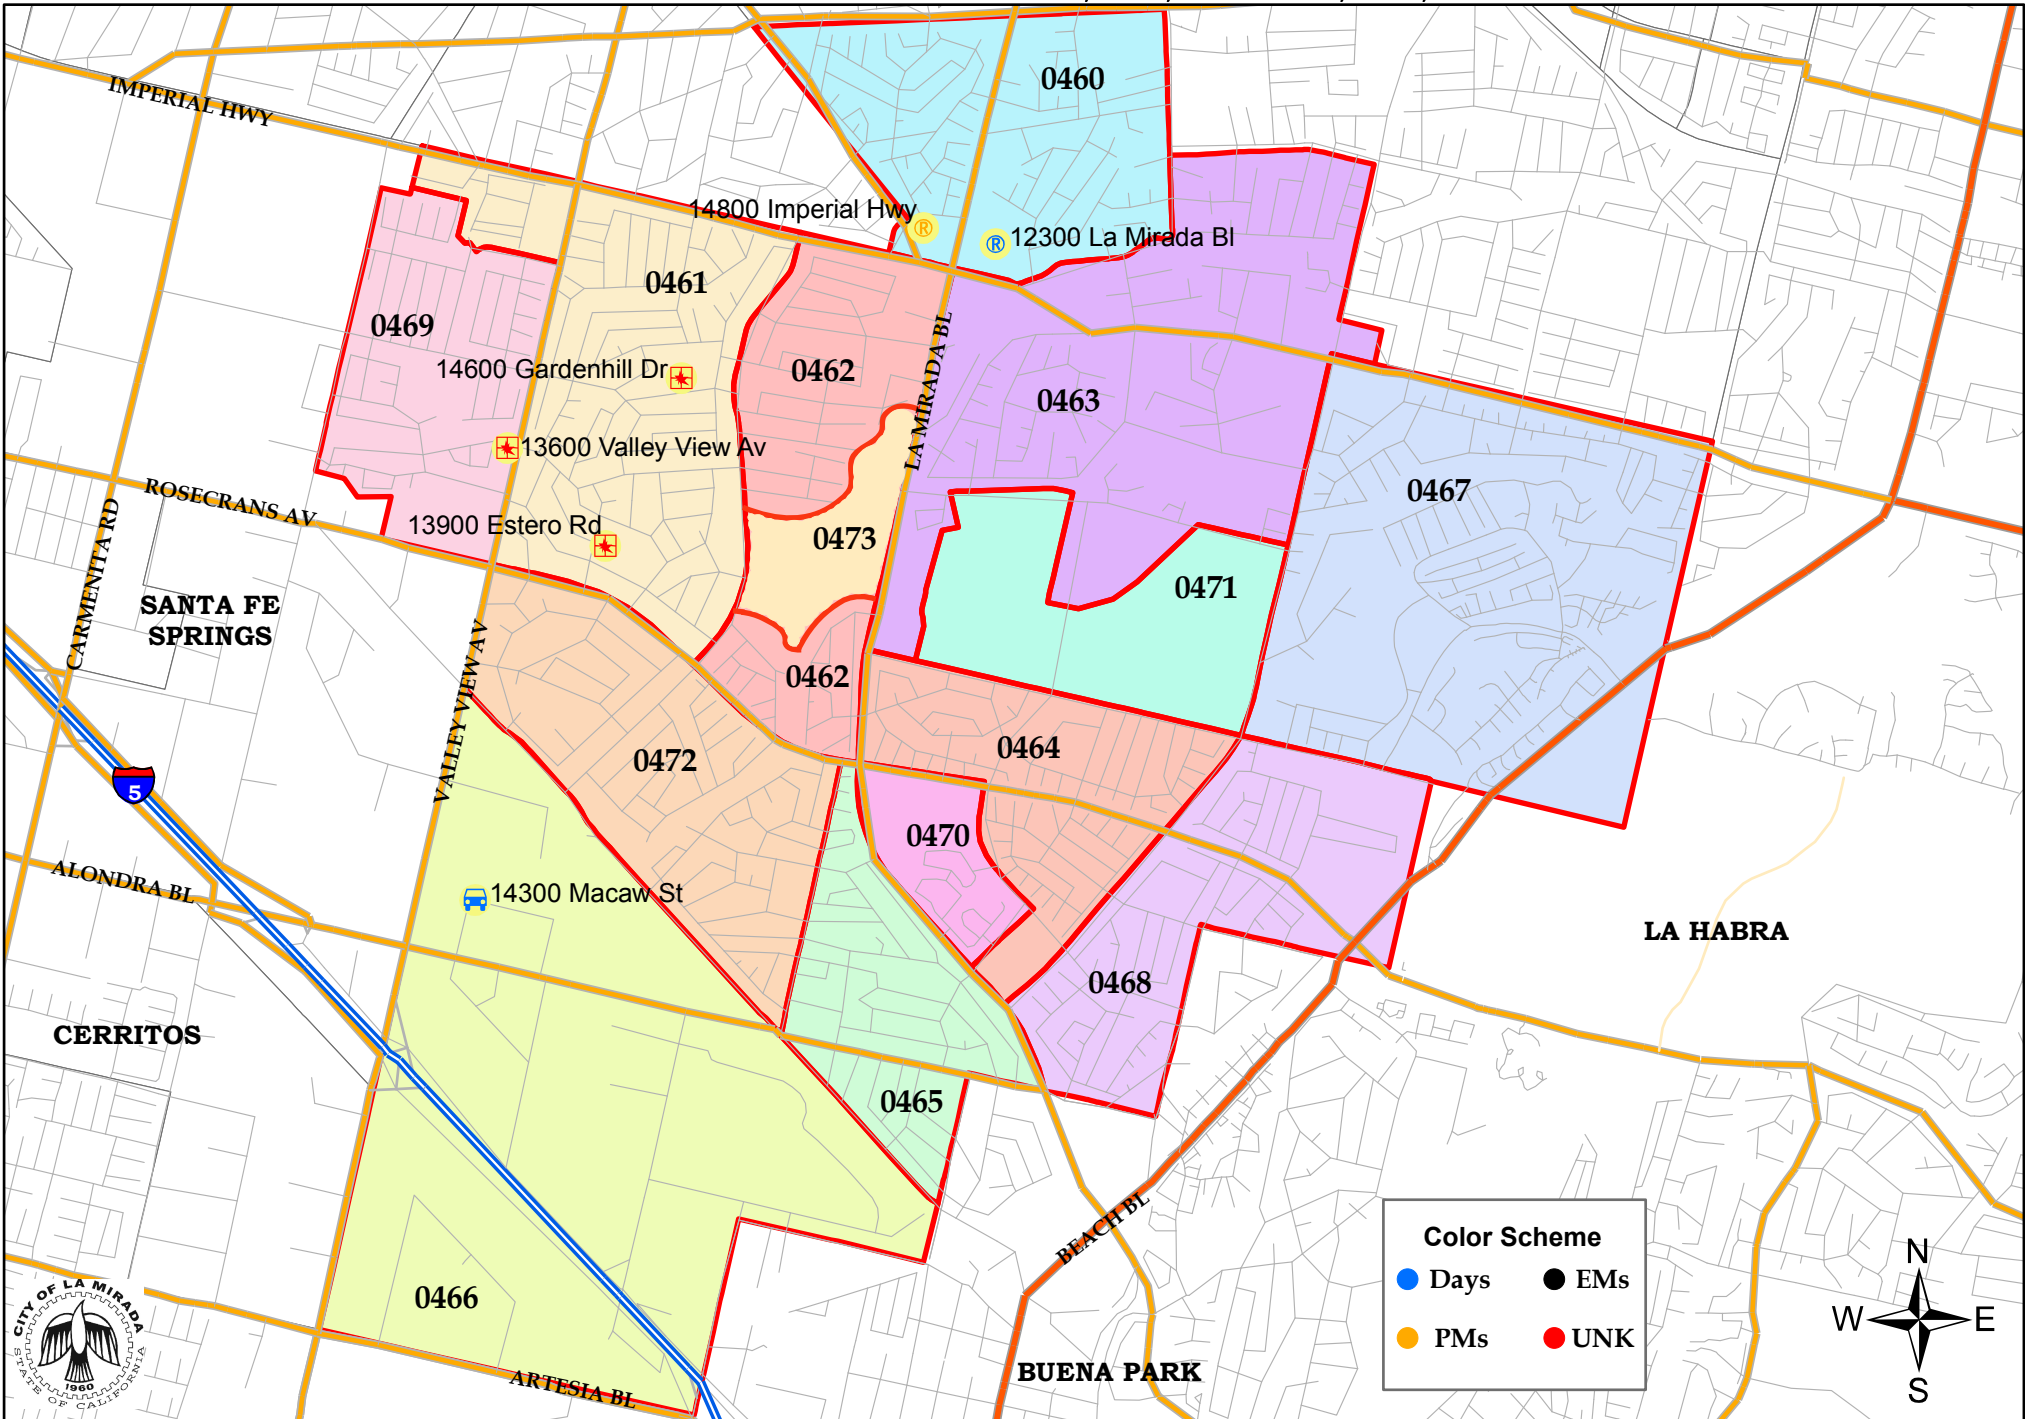 0460
IMPERIAL HWY
14800 Imperial Hwy
12300 La Mirada Bl
0461
0469
14600 Gardenhill Dr
0462
LA MIRADA BL
0463
13600 Valley View Av
0467
ROSECRANS AV
13900 Estero Rd
0473
CARMENITA RD
0471
SANTA FE
SPRINGS
VALLEY VIEW AV
0462
0472
0464
5
0470
ALONDRA BL
14300 Macaw St
LA HABRA
0468
CERRITOS
0465
BEACH BL
0466
ARTESIA BL
BUENA PARK
Color Scheme
Days
EMs
PMs
UNK
N
W
E
S
CITY OF LA MIRADA
1960
STATE OF CALIFORNIA